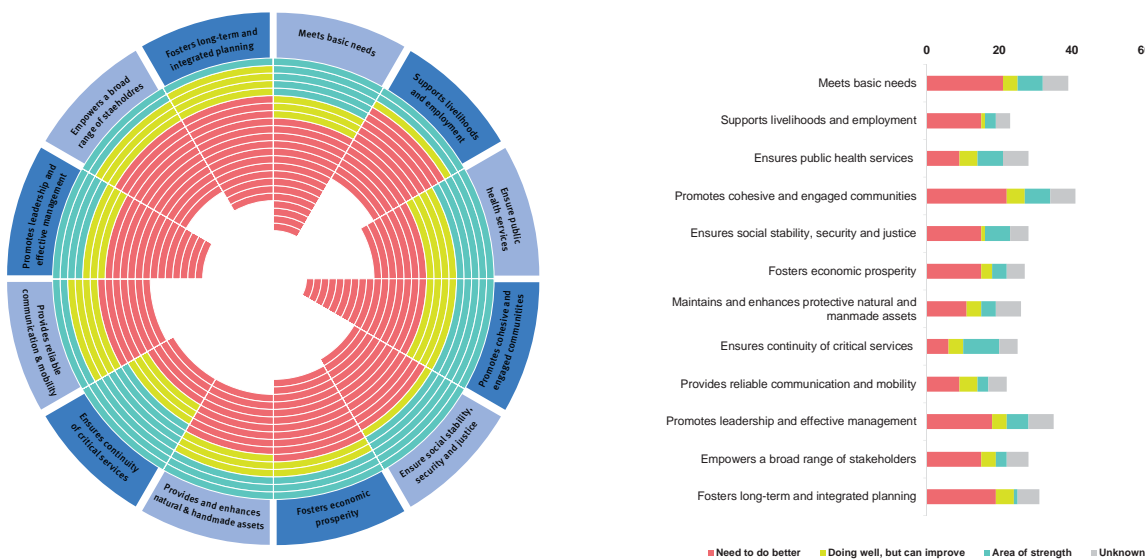 Fosters long-term and
integrated planning
Meets basic needs
Supports livelihoods
and employment
Ensure public
health services
Promotes cohesive and
engaged communitites
Ensure social stability,
security and justice
Fosters economic
prosperity
Provides and enhances
natural & handmade assets
Ensures continuity
of critical services
Provides reliable
communication & mobility
Promotes leadership and
effective management
Empowers a broad
range of staeholdres
0 20 40 60
Meets basic needs
Supports livelihoods and employment
Ensures public health services
Promotes cohesive and engaged communities
Ensures social stability, security and justice
Fosters economic prosperity
Maintains and enhances protective natural and
manmade assets
Ensures continuity of critical services
Provides reliable communication and mobility
Promotes leadership and effective management
Empowers a broad range of stakeholders
Fosters long-term and integrated planning
Need to do better Doing well, but can improve Area of strength Unknown